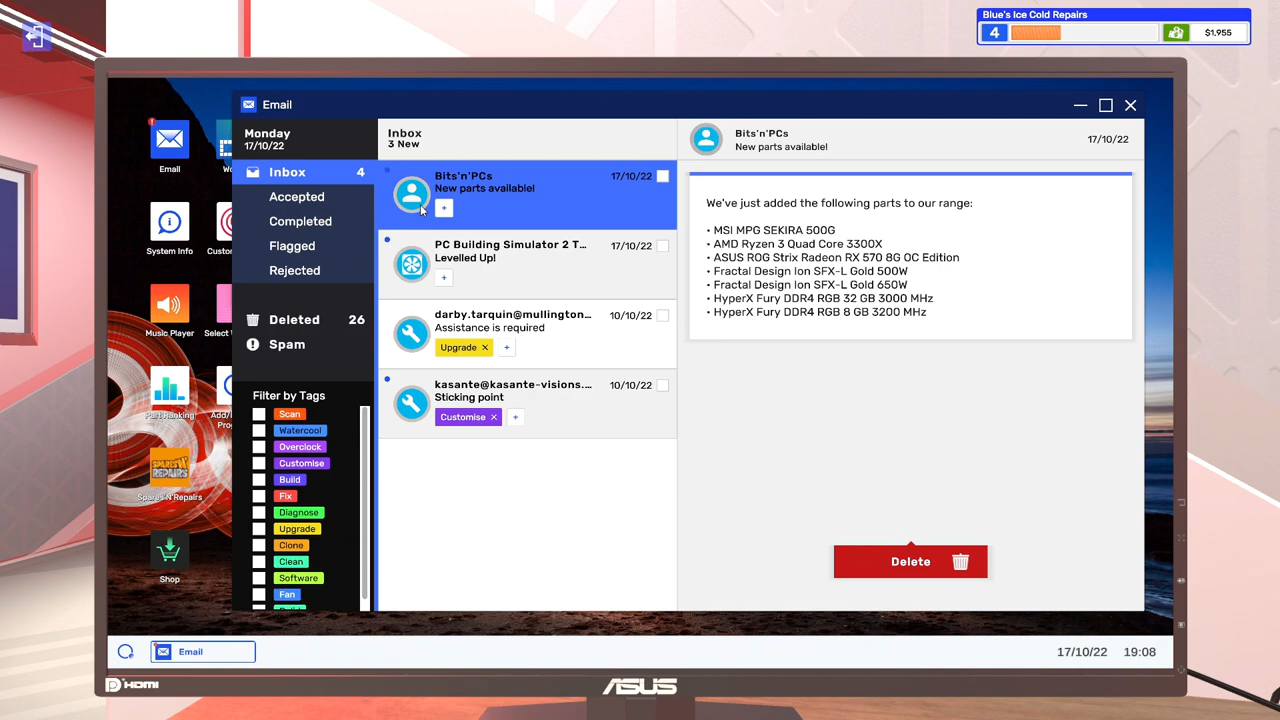 Blue's Ice Cold Repairs
4
$1,955
Email
Monday
17/10/22
Inbox
3 New
Bits'n'PCs
New parts available!
17/10/22
Inbox 4
Accepted
Completed
Flagged
Rejected
Deleted 26
Spam
Filter by Tags
Scan
Watercool
Overclock
Customise
Build
Fix
Diagnose
Upgrade
Clone
Clean
Software
Fan
Bits'n'PCs 17/10/22
New parts available!
+
PC Building Simulator 2 T... 17/10/22
Levelled Up!
+
darby.tarquin@mullington... 10/10/22
Assistance is required
Upgrade × +
kasante@kasante-visions.... 10/10/22
Sticking point
Customise × +
We've just added the following parts to our range:
• MSI MPG SEKIRA 500G
• AMD Ryzen 3 Quad Core 3300X
• ASUS ROG Strix Radeon RX 570 8G OC Edition
• Fractal Design Ion SFX-L Gold 500W
• Fractal Design Ion SFX-L Gold 650W
• HyperX Fury DDR4 RGB 32 GB 3000 MHz
• HyperX Fury DDR4 RGB 8 GB 3200 MHz
Delete
Email
System Info
Music Player
Part Ranking
SPARES'N'
REPAIRS
Spares'N'Repairs
Shop
Email
17/10/22 19:08
HDMI
ASUS